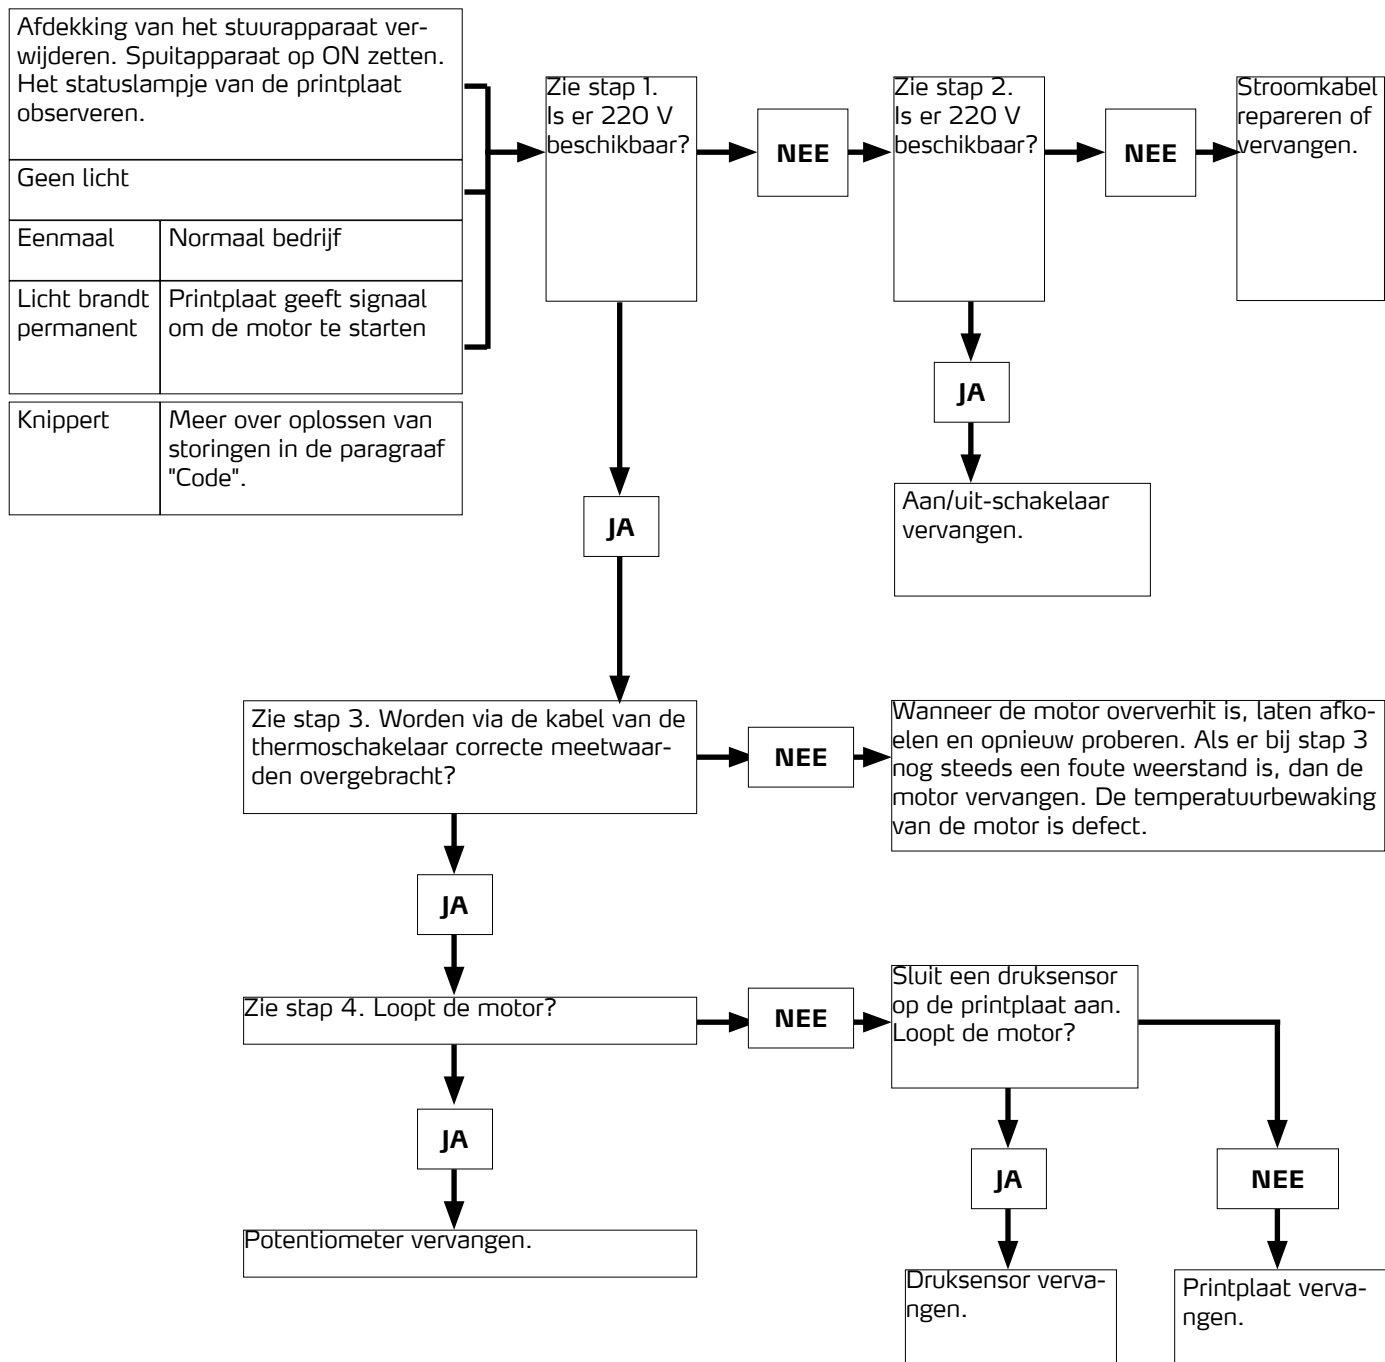 Afdekking van het stuurapparaat ver-
wijderen. Spuitapparaat op ON zetten.
Het statuslampje van de printplaat
observeren.
Geen licht
Eenmaal
Normaal bedrijf
Licht brandt
permanent
Printplaat geeft signaal
om de motor te starten
Knippert
Meer over oplossen van
storingen in de paragraaf
"Code".
Zie stap 1.
Is er 220 V
beschikbaar?
NEE
Zie stap 2.
Is er 220 V
beschikbaar?
NEE
Stroomkabel
repareren of
vervangen.
JA
Aan/uit-schakelaar
vervangen.
JA
Zie stap 3. Worden via de kabel van de
thermoschakelaar correcte meetwaar-
den overgebracht?
NEE
Wanneer de motor oververhit is, laten afko-
elen en opnieuw proberen. Als er bij stap 3
nog steeds een foute weerstand is, dan de
motor vervangen. De temperatuurbewaking
van de motor is defect.
JA
Zie stap 4. Loopt de motor?
NEE
Sluit een druksensor
op de printplaat aan.
Loopt de motor?
JA
Potentiometer vervangen.
JA
NEE
Druksensor verva-
ngen.
Printplaat verva-
ngen.